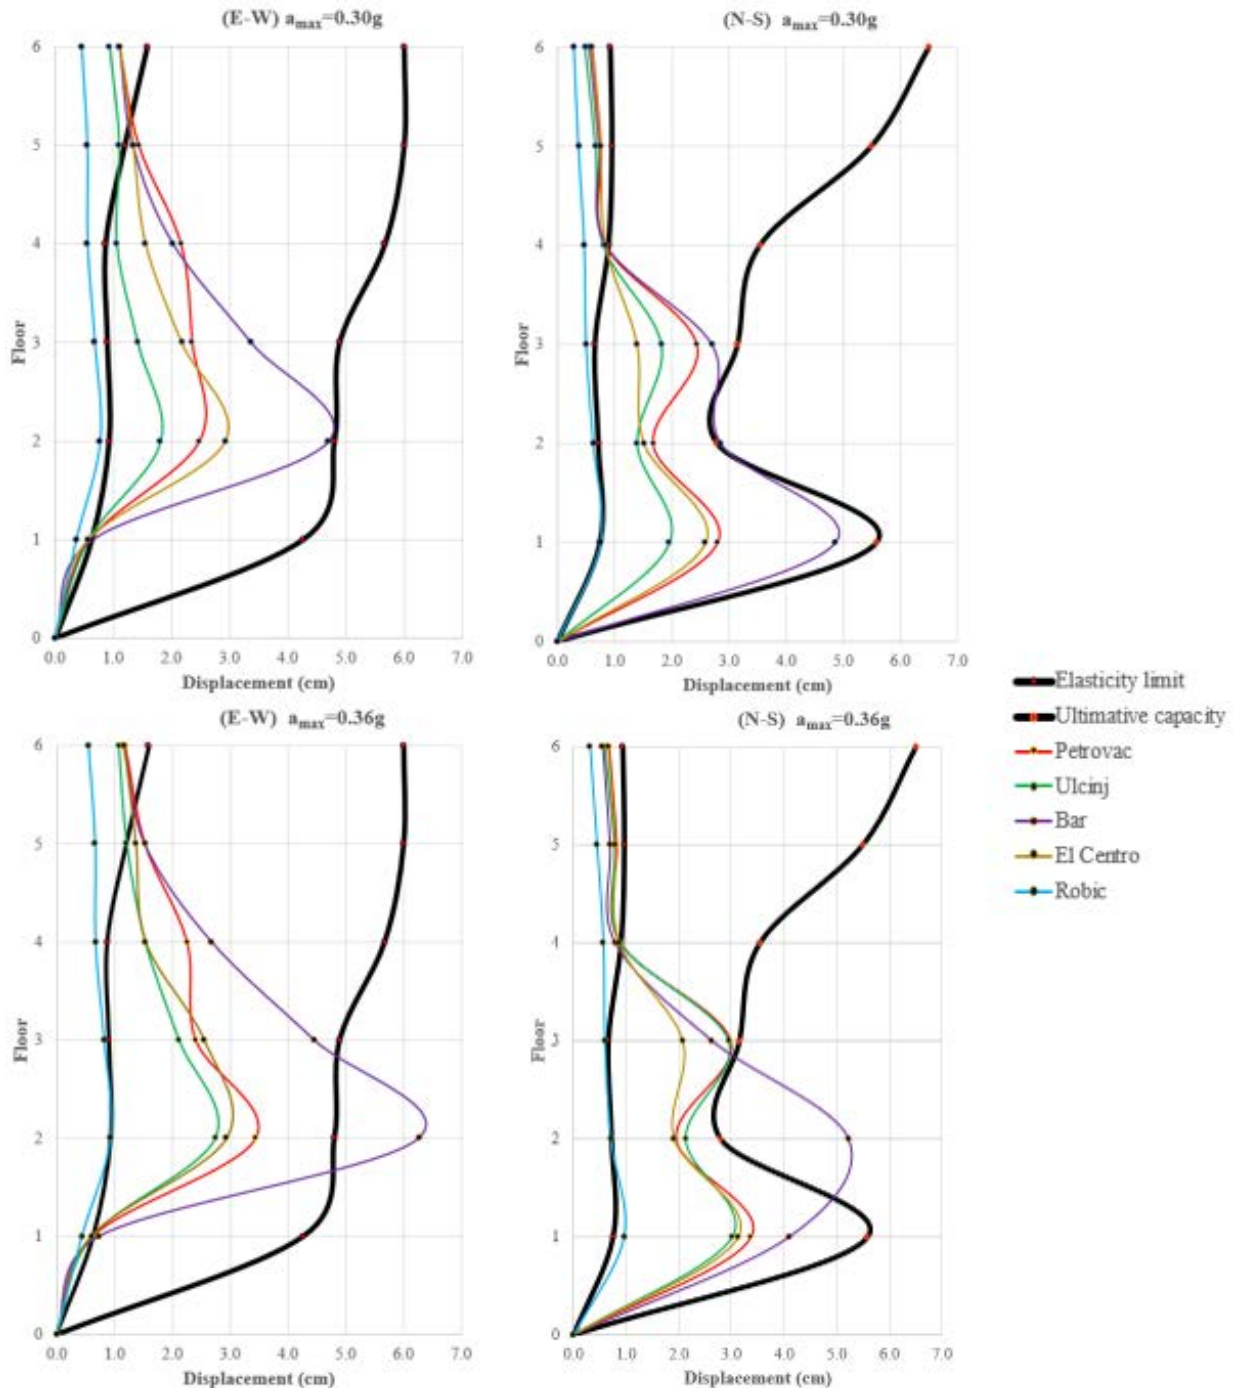 (E-W) amax=0.30g
(N-S) amax=0.30g
6
5
4
3
2
1
0
Floor
0.0 1.0 2.0 3.0 4.0 5.0 6.0 7.0
Displacement (cm)
6
5
4
3
2
1
0
Floor
0.0 1.0 2.0 3.0 4.0 5.0 6.0 7.0
Displacement (cm)
(E-W) amax=0.36g
(N-S) amax=0.36g
6
5
4
3
2
1
0
Floor
0.0 1.0 2.0 3.0 4.0 5.0 6.0 7.0
Displacement (cm)
6
5
4
3
2
1
0
Floor
0.0 1.0 2.0 3.0 4.0 5.0 6.0 7.0
Displacement (cm)
Elasticity limit
Ultimative capacity
Petrovac
Ulcinj
Bar
El Centro
Robic